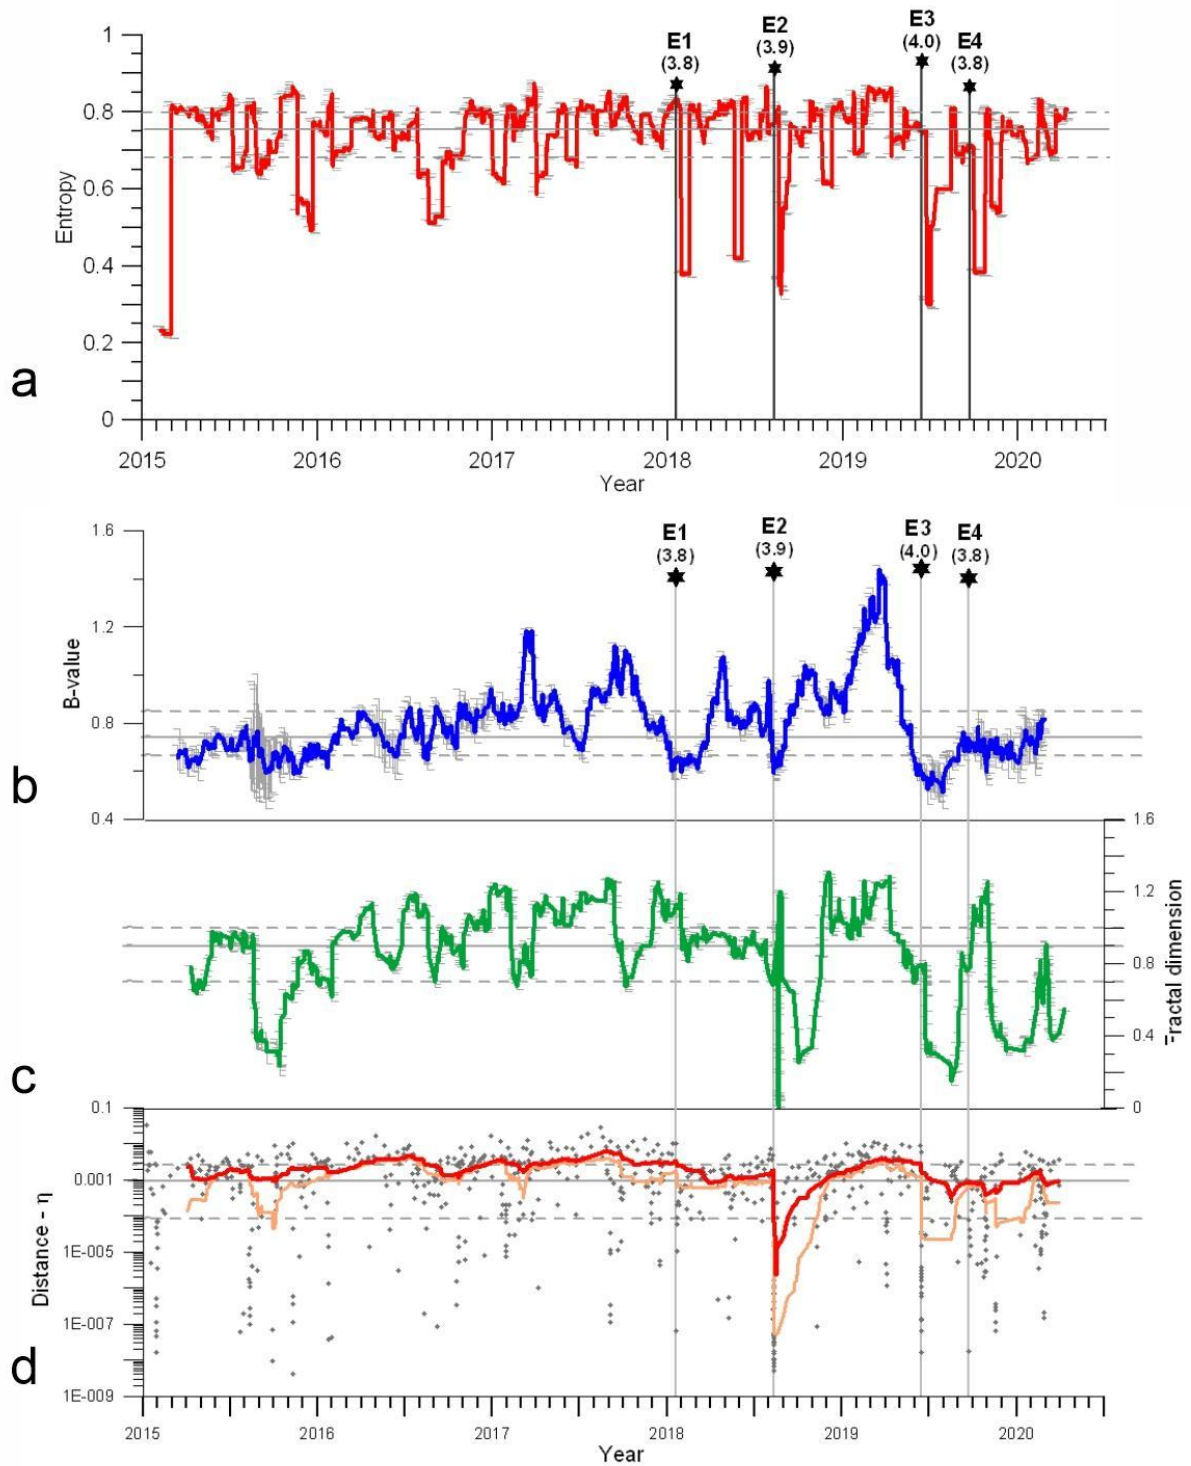 E1
(3.8)
E2
(3.9)
E3
(4.0)
E4
(3.8)
1
0.8
0.6
0.4
0.2
0
Entropy
a
2015 2016 2017 2018 2019 2020
Year
E1
(3.8)
E2
(3.9)
E3
(4.0)
E4
(3.8)
1.6
1.2
0.8
0.4
B-value
b
1.6
1.2
0.8
0.4
0
Fractal dimension
c
0.1
0.001
1E-005
1E-007
1E-009
Distance - η
d
2015 2016 2017 2018 2019 2020
Year